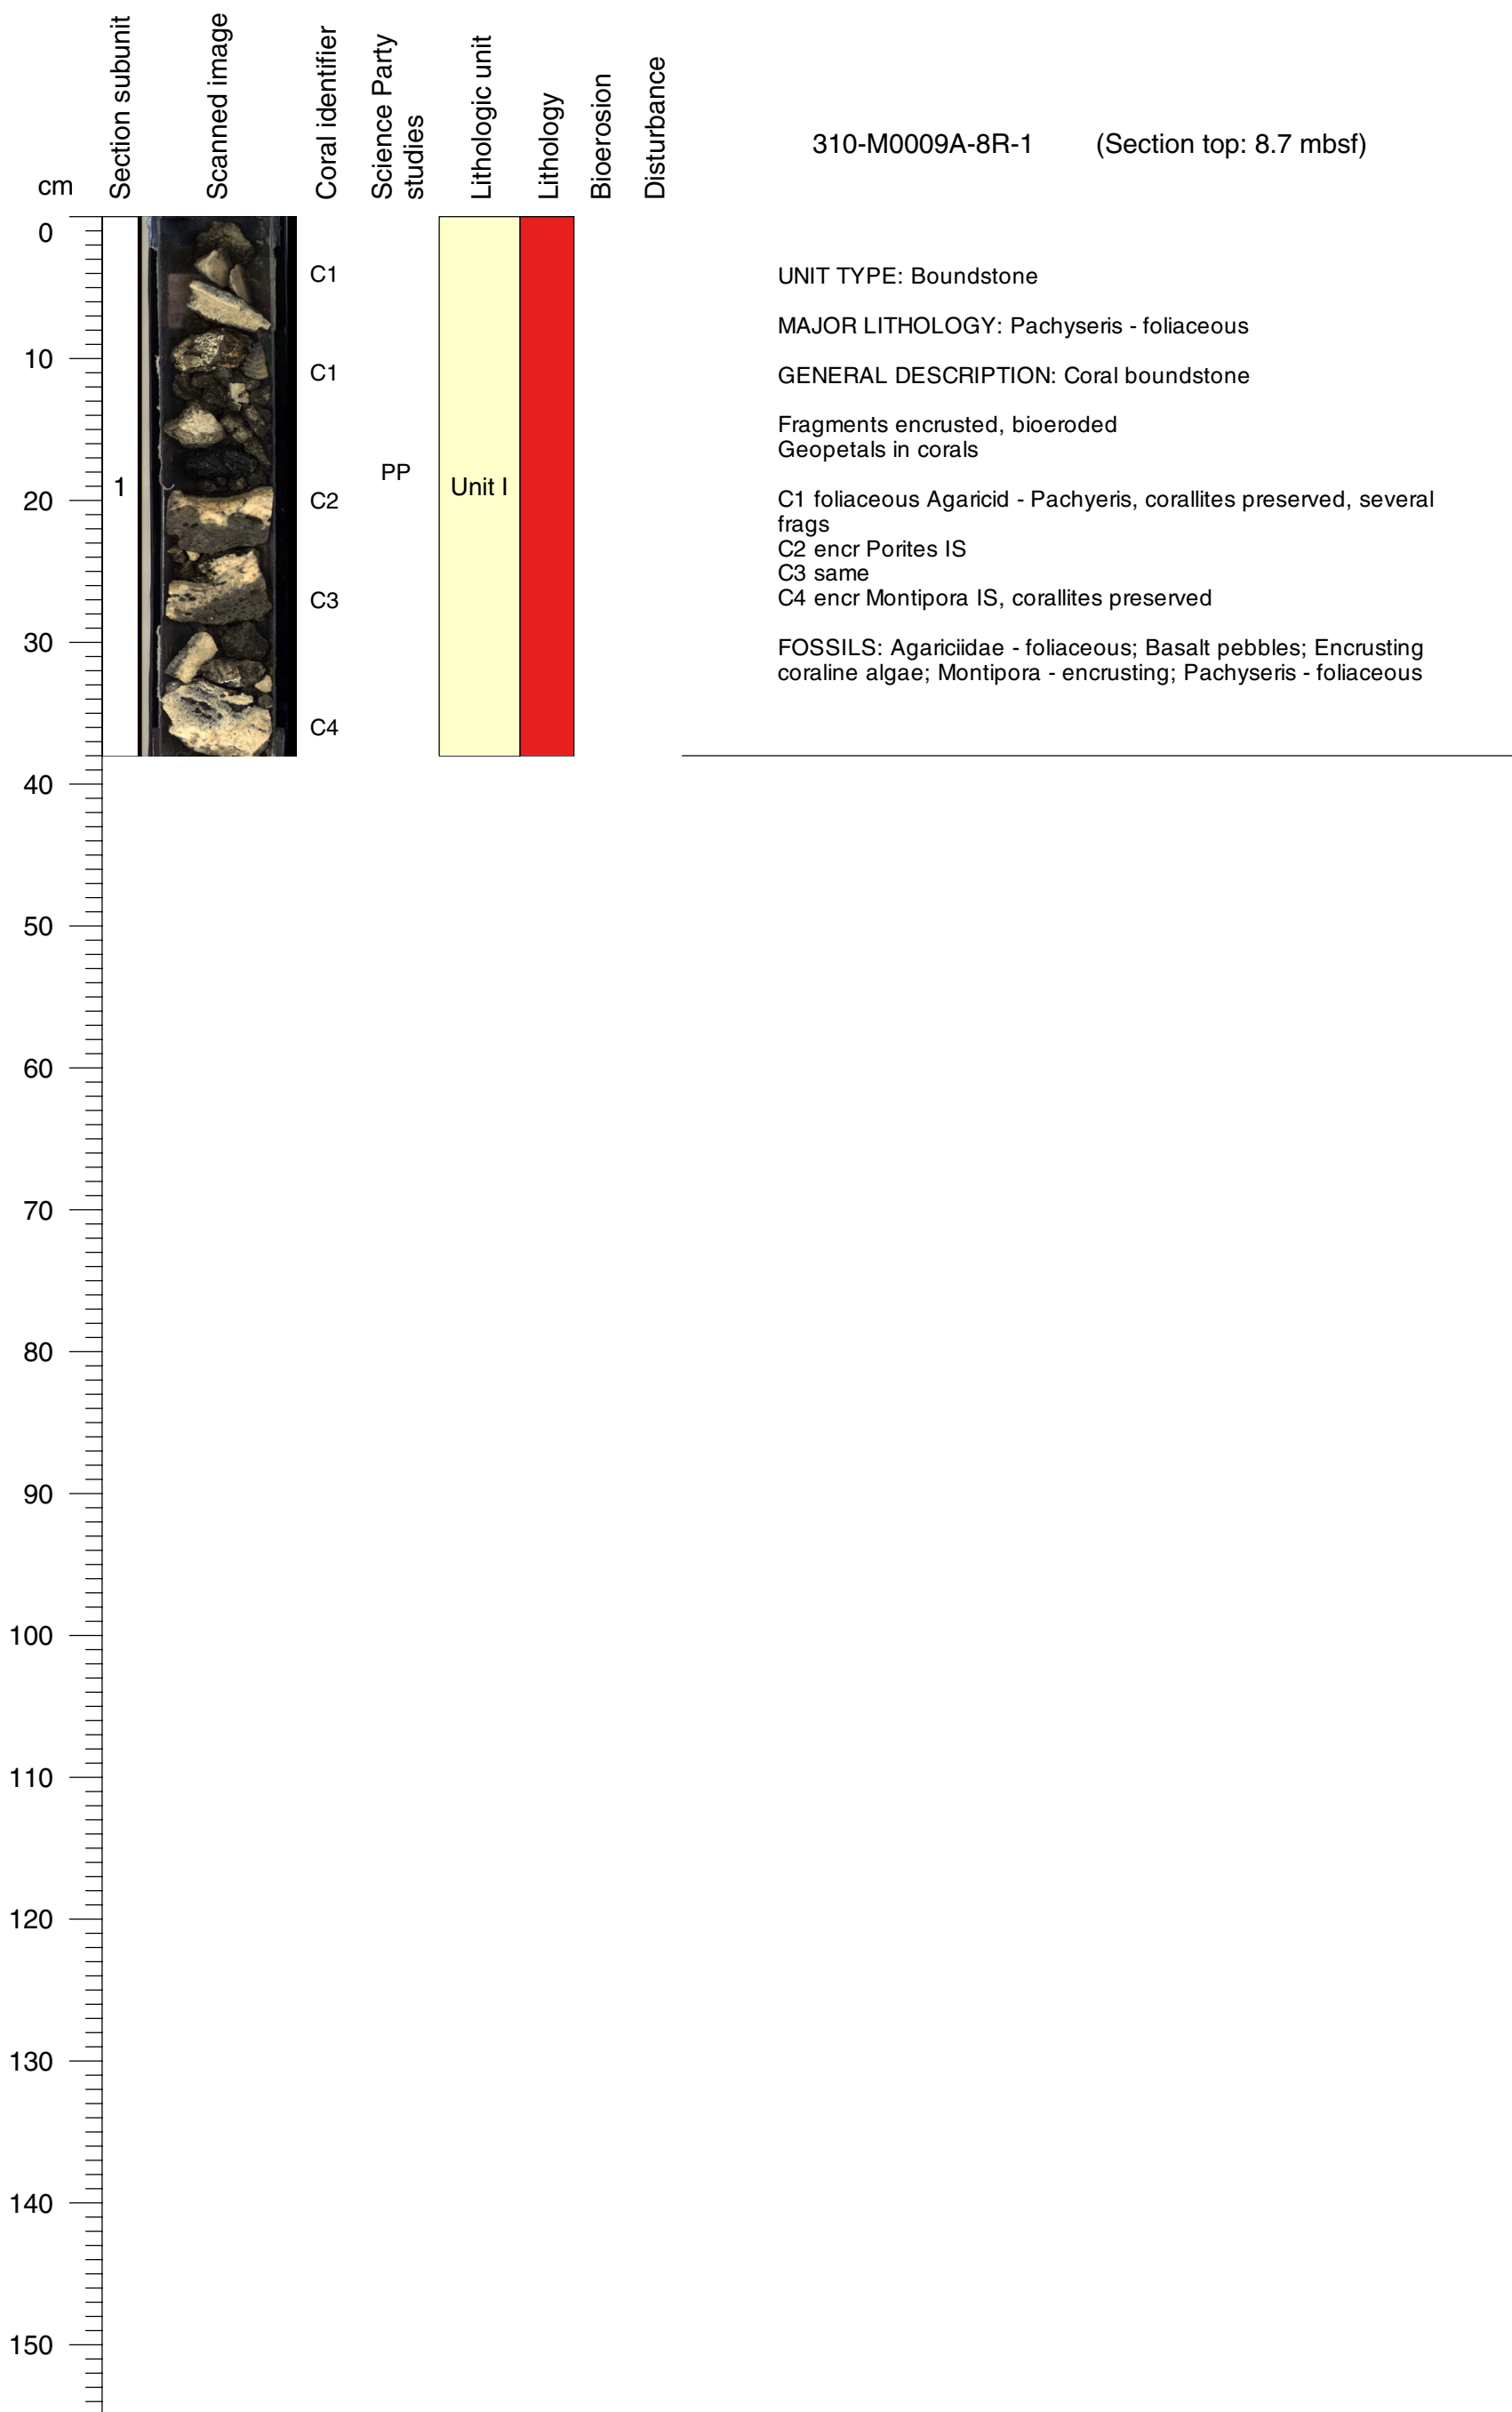 cm
Section subunit
Scanned image
Coral identifier
Science Party
studies
Lithologic unit
Lithology
Bioerosion
Disturbance
310-M0009A-8R-1 (Section top: 8.7 mbsf)
0
10
20
30
40
50
60
70
80
90
100
110
120
130
140
150
1
C1
C1
C2
C3
C4
PP
Unit I
UNIT TYPE: Boundstone
MAJOR LITHOLOGY: Pachyseris - foliaceous
GENERAL DESCRIPTION: Coral boundstone
Fragments encrusted, bioeroded
Geopetals in corals
C1 foliaceous Agaricid - Pachyeris, corallites preserved, several
frags
C2 encr Porites IS
C3 same
C4 encr Montipora IS, corallites preserved
FOSSILS: Agariciidae - foliaceous; Basalt pebbles; Encrusting
coraline algae; Montipora - encrusting; Pachyseris - foliaceous